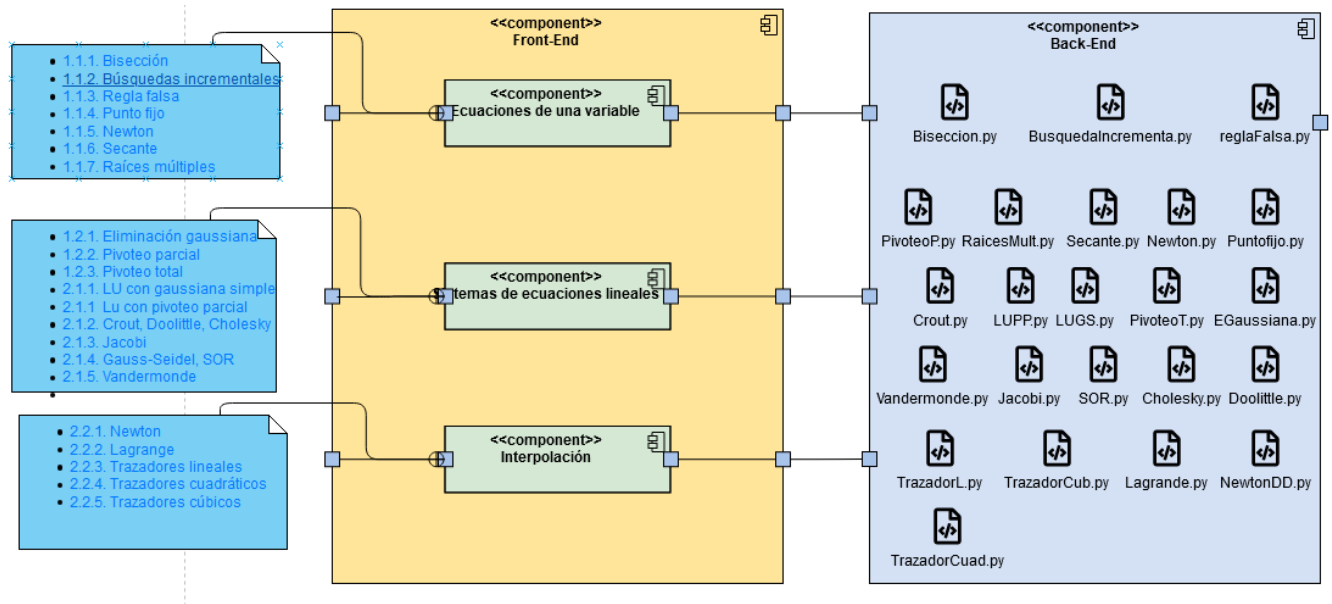 1.1.1. Bisección
1.1.2. Búsquedas incrementales
1.1.3. Regla falsa
1.1.4. Punto fijo
1.1.5. Newton
1.1.6. Secante
1.1.7. Raíces múltiples
1.2.1. Eliminación gaussiana
1.2.2. Pivoteo parcial
1.2.3. Pivoteo total
2.1.1. LU con gaussiana simple
2.1.1 Lu con pivoteo parcial
2.1.2. Crout, Doolittle, Cholesky
2.1.3. Jacobi
2.1.4. Gauss-Seidel, SOR
2.1.5. Vandermonde
2.2.1. Newton
2.2.2. Lagrange
2.2.3. Trazadores lineales
2.2.4. Trazadores cuadráticos
2.2.5. Trazadores cúbicos
<<component>>
Front-End
<<component>>
Ecuaciones de una variable
<<component>>
Sistemas de ecuaciones lineales
<<component>>
Interpolación
<<component>>
Back-End
Biseccion.py BusquedaIncrementa.py reglaFalsa.py
PivoteoP.py RaicesMult.py Secante.py Newton.py Puntofijo.py
Crout.py LUPP.py LUGS.py PivoteoT.py EGaussiana.py
Vandermonde.py Jacobi.py SOR.py Cholesky.py Doolittle.py
TrazadorL.py TrazadorCub.py Lagrande.py NewtonDD.py
TrazadorCuad.py